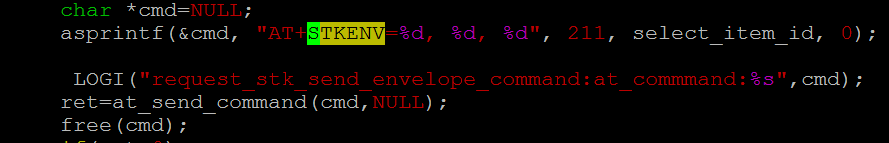 char *cmd=NULL;
asprintf(&cmd, "AT+STKENV=%d, %d, %d", 211, select_item_id, 0);
LOGI("request_stk_send_envelope_command:at_commmand:%s",cmd);
ret=at_send_command(cmd,NULL);
free(cmd);